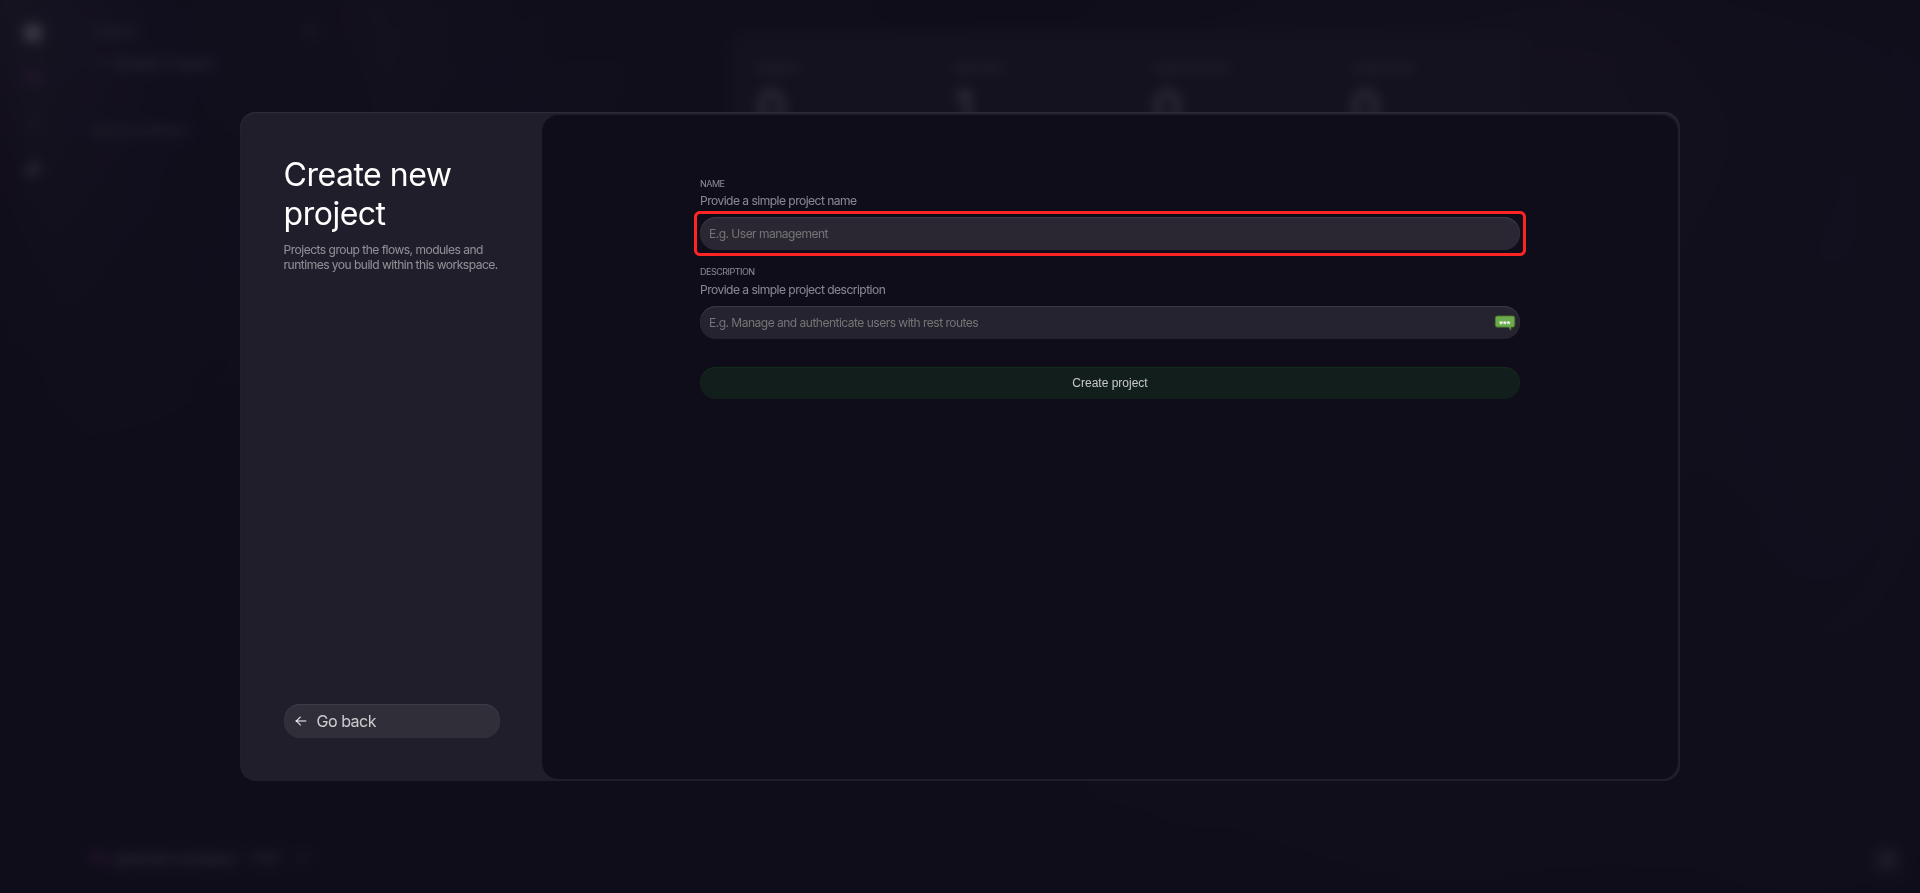 Create new
project
Projects group the flows, modules and
runtimes you build within this workspace.
Go back
NAME
Provide a simple project name
E.g. User management
DESCRIPTION
Provide a simple project description
E.g. Manage and authenticate users with rest routes
Create project